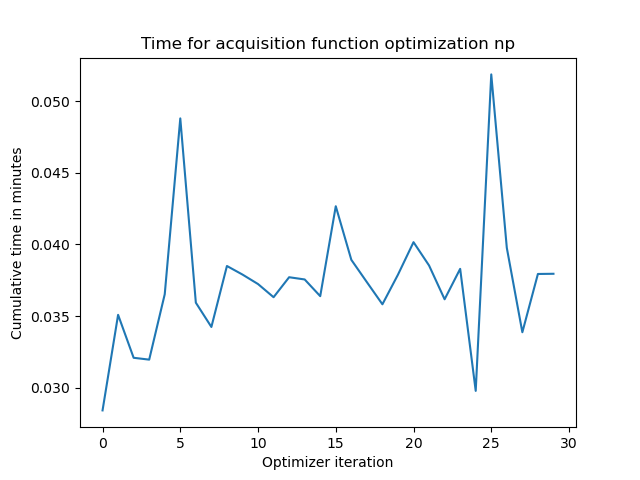 Time for acquisition function optimization np
Cumulative time in minutes
0.050
0.045
0.040
0.035
0.030
0 5 10 15 20 25 30
Optimizer iteration